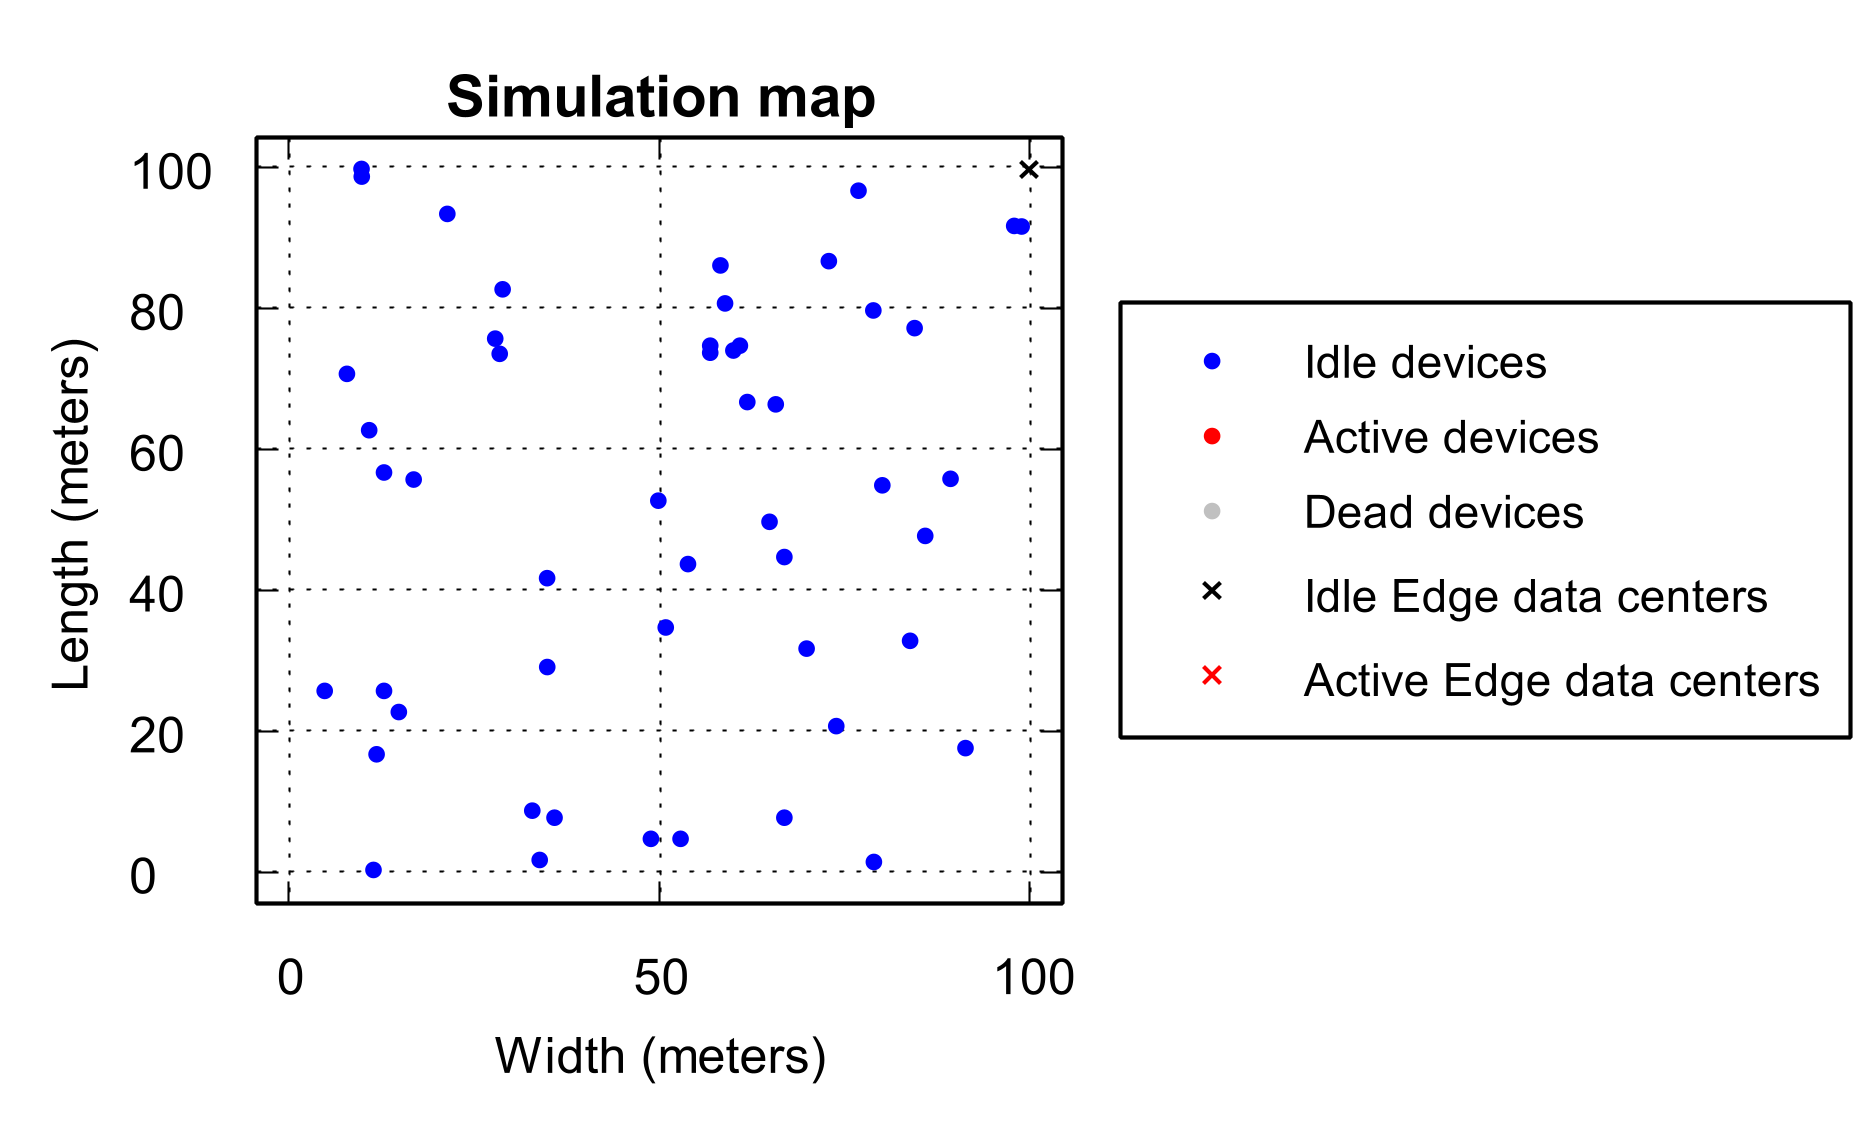 Simulation map
100
80
60
40
20
0
Length (meters)
0 50 100
Width (meters)
Idle devices
Active devices
Dead devices
Idle Edge data centers
Active Edge data centers